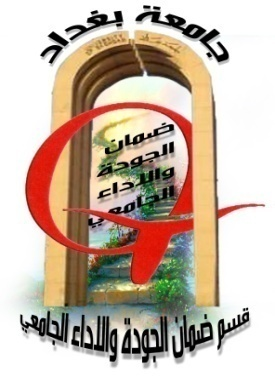 جامعة بغداد
ضمان
الجودة
والاداء
الجامعي
قسم ضمان الجودة والاداء الجامعي